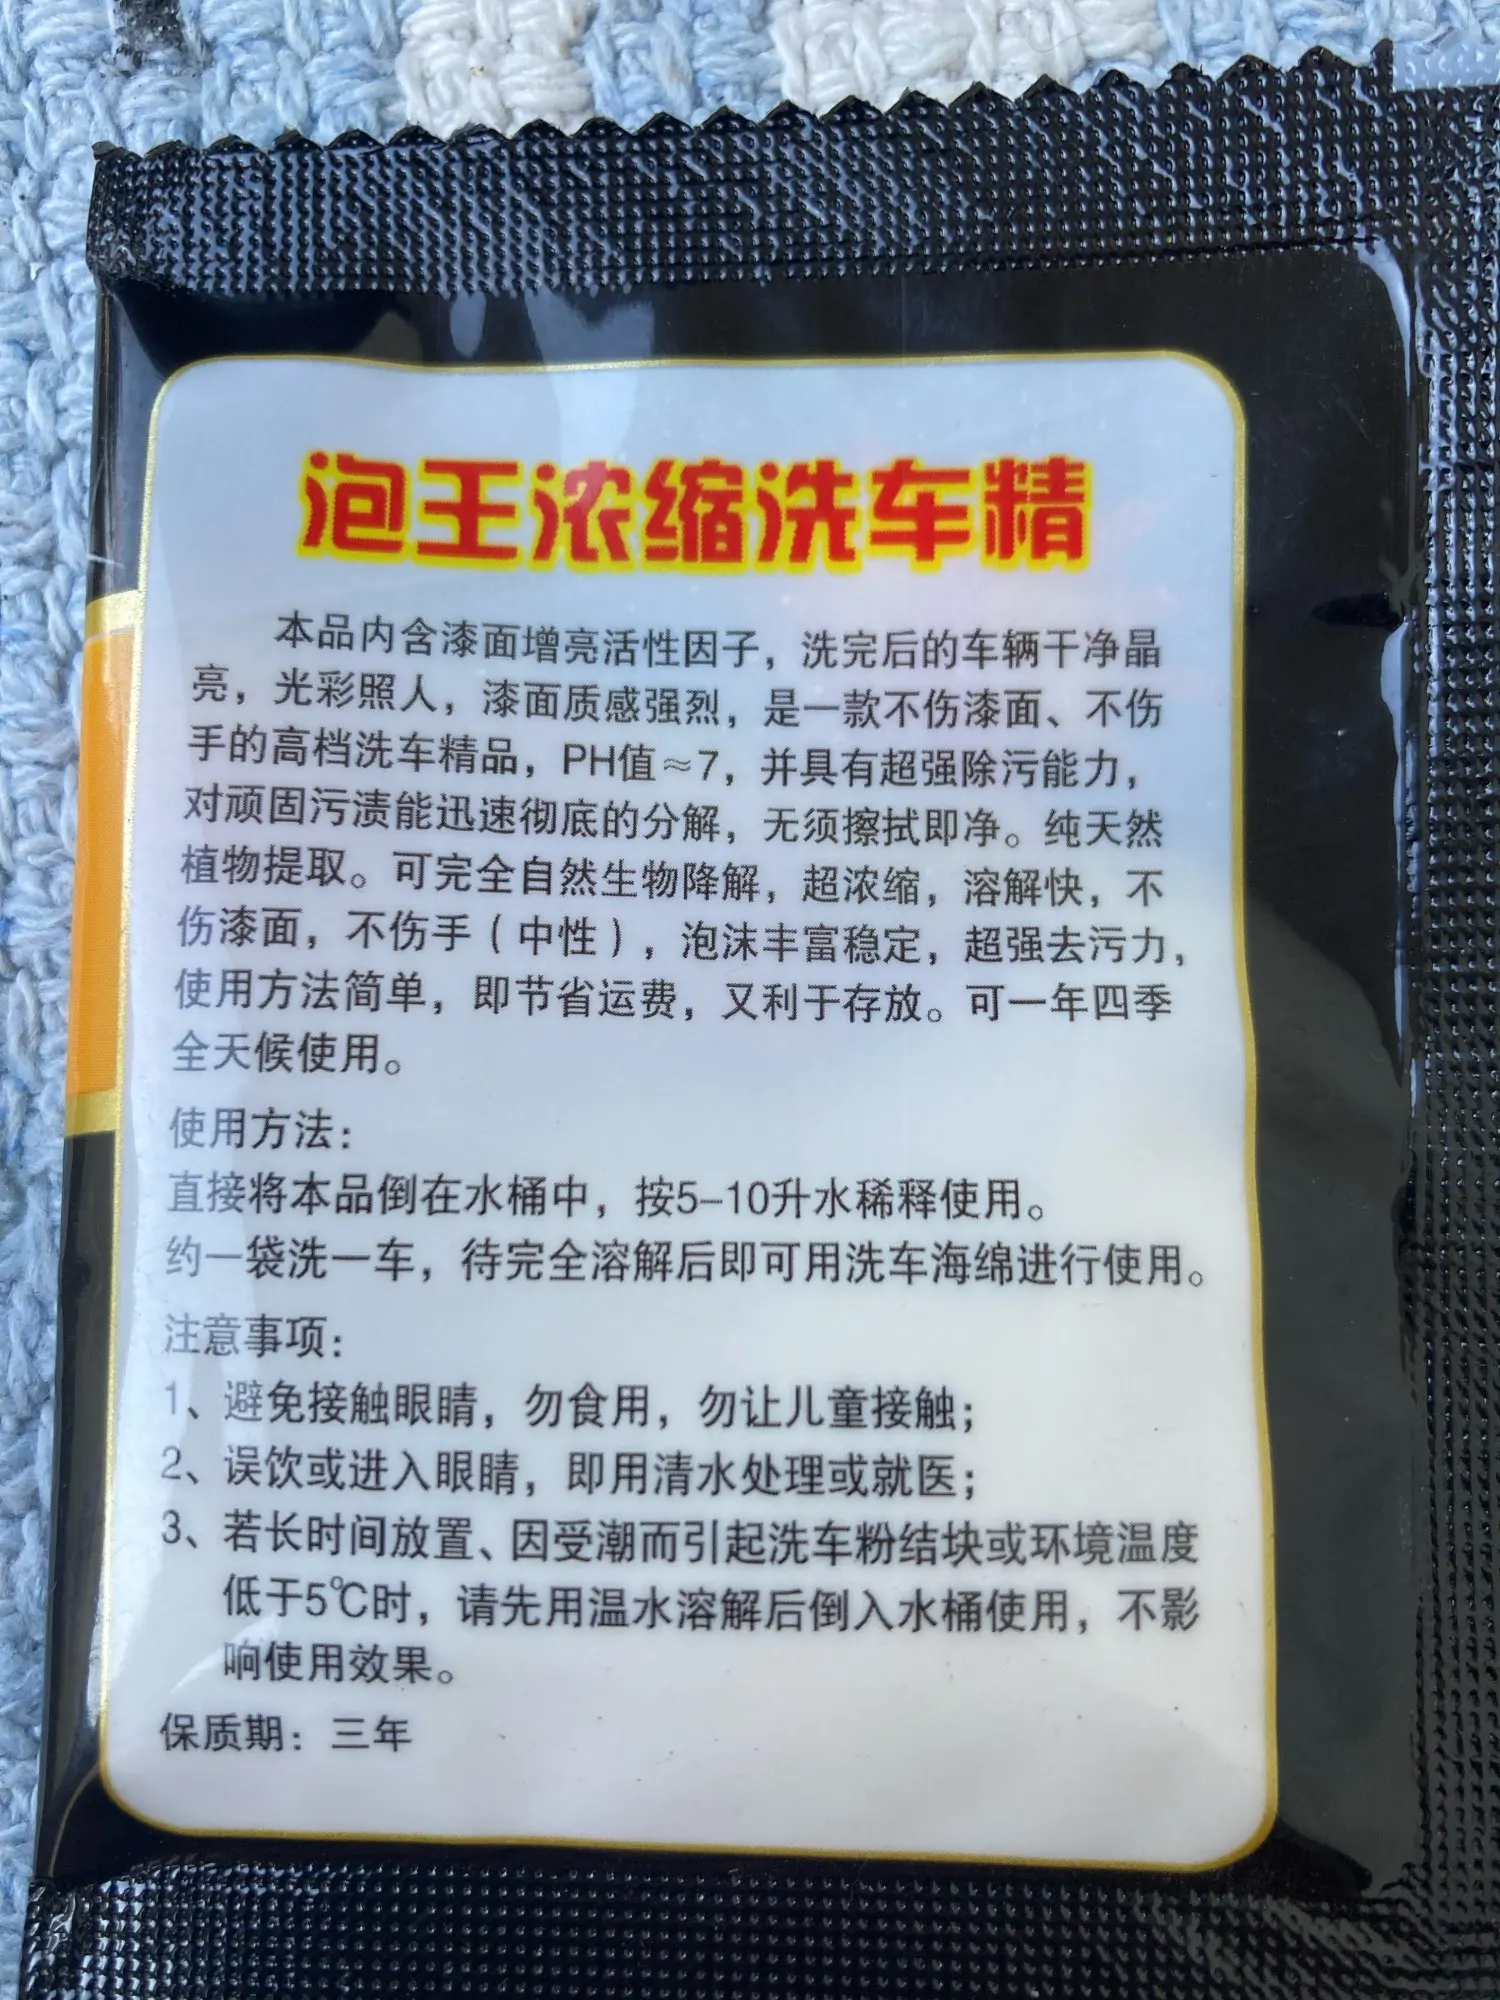 泡王浓缩洗车精
本品内含漆面增亮活性因子，洗完后的车辆干净晶
亮，光彩照人，漆面质感强烈，是一款不伤漆面、不伤
手的高档洗车精品，PH值≈7，并具有超强除污能力，
对顽固污渍能迅速彻底的分解，无须擦拭即净。纯天然
植物提取。可完全自然生物降解，超浓缩，溶解快，不
伤漆面，不伤手（中性），泡沫丰富稳定，超强去污力，
使用方法简单，即节省运费，又利于存放。可一年四季
全天候使用。
使用方法：
直接将本品倒在水桶中，按5-10升水稀释使用。
约一袋洗一车，待完全溶解后即可用洗车海绵进行使用。
注意事项：
1、避免接触眼睛，勿食用，勿让儿童接触；
2、误饮或进入眼睛，即用清水处理或就医；
3、若长时间放置、因受潮而引起洗车粉结块或环境温度
低于5℃时，请先用温水溶解后倒入水桶使用，不影
响使用效果。
保质期：三年